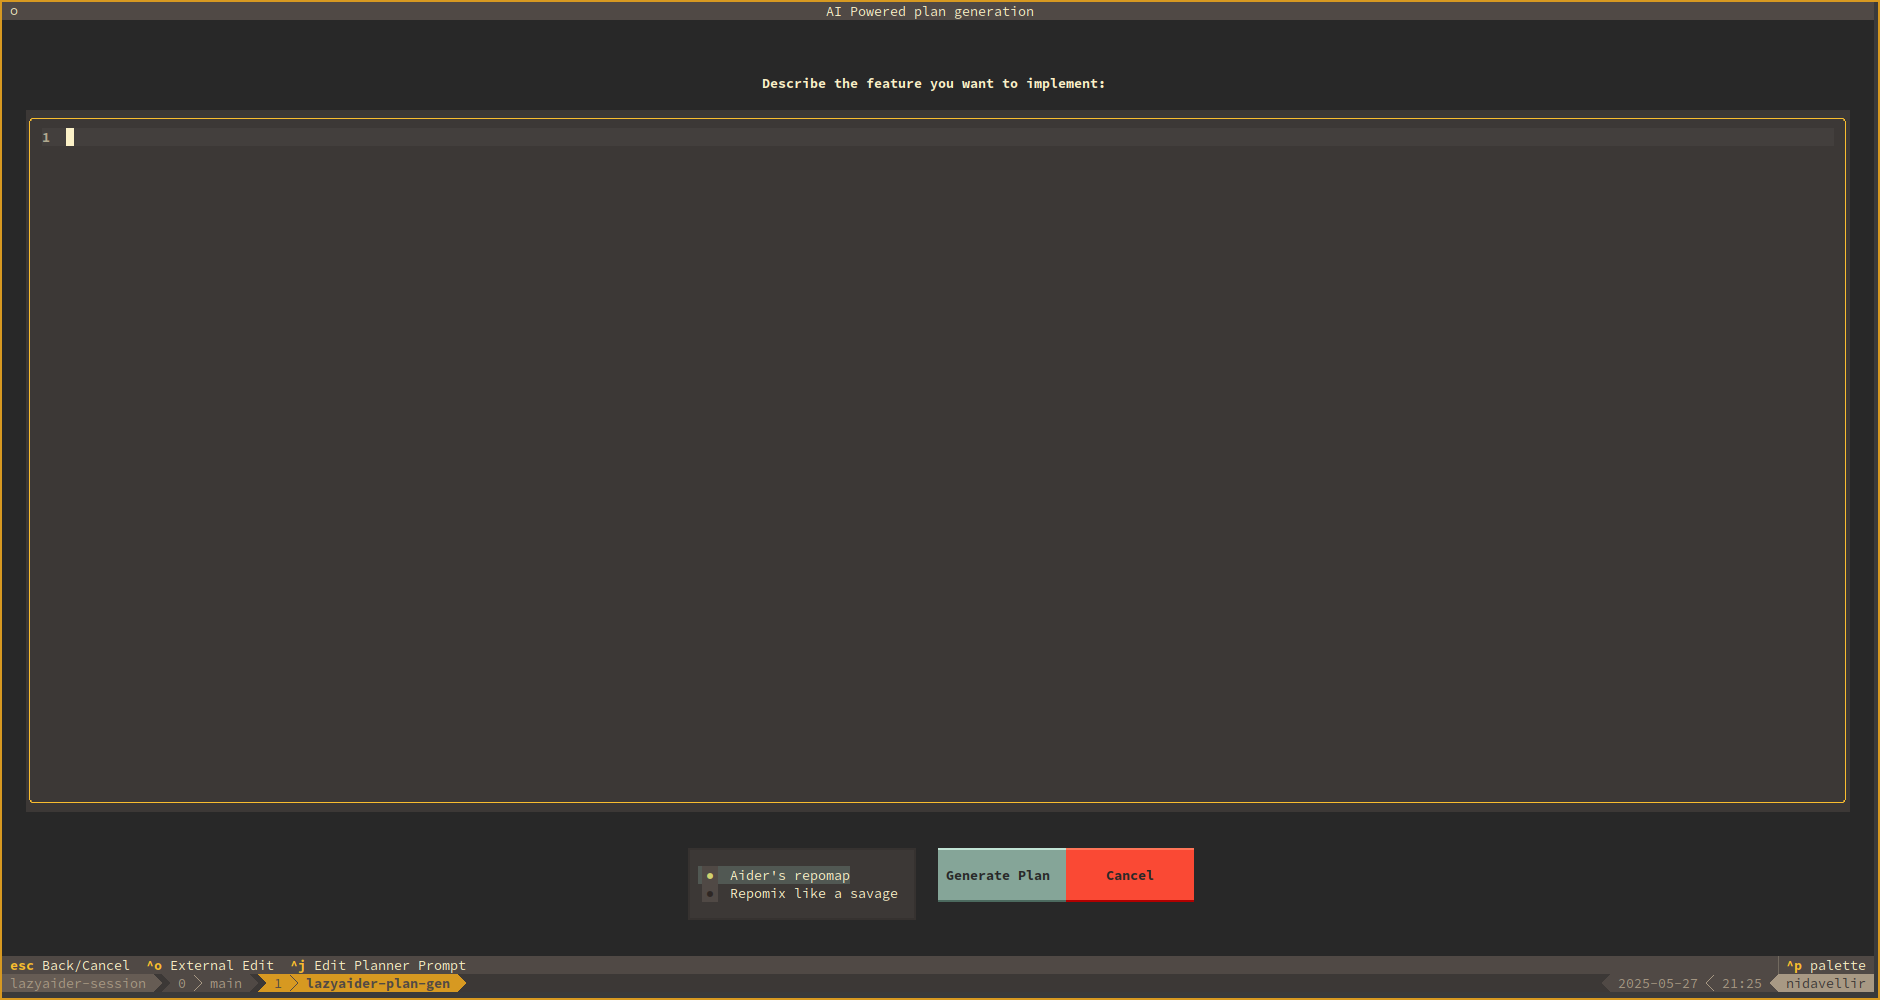 AI Powered plan generation
Describe the feature you want to implement:
1
Aider's repomap
Repomix like a savage
Generate Plan
Cancel
esc Back/Cancel ^o External Edit ^j Edit Planner Prompt ^p palette
lazyaider-session 0 main 1 lazyaider-plan-gen 2025-05-27 21:25 nidavellir